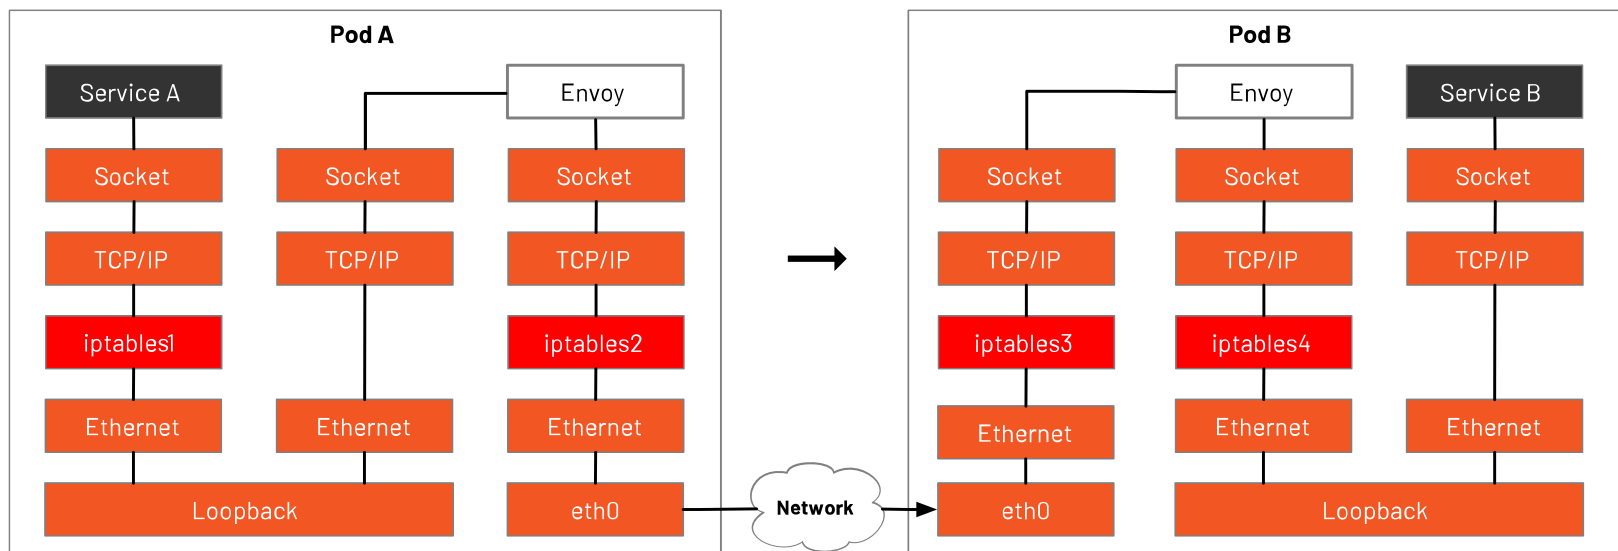 Pod A
Service A
Envoy
Socket
Socket
Socket
TCP/IP
TCP/IP
TCP/IP
iptables1
iptables2
Ethernet
Ethernet
Ethernet
Loopback
eth0
Network
Pod B
Envoy
Service B
Socket
Socket
Socket
TCP/IP
TCP/IP
TCP/IP
iptables3
iptables4
Ethernet
Ethernet
Ethernet
eth0
Loopback